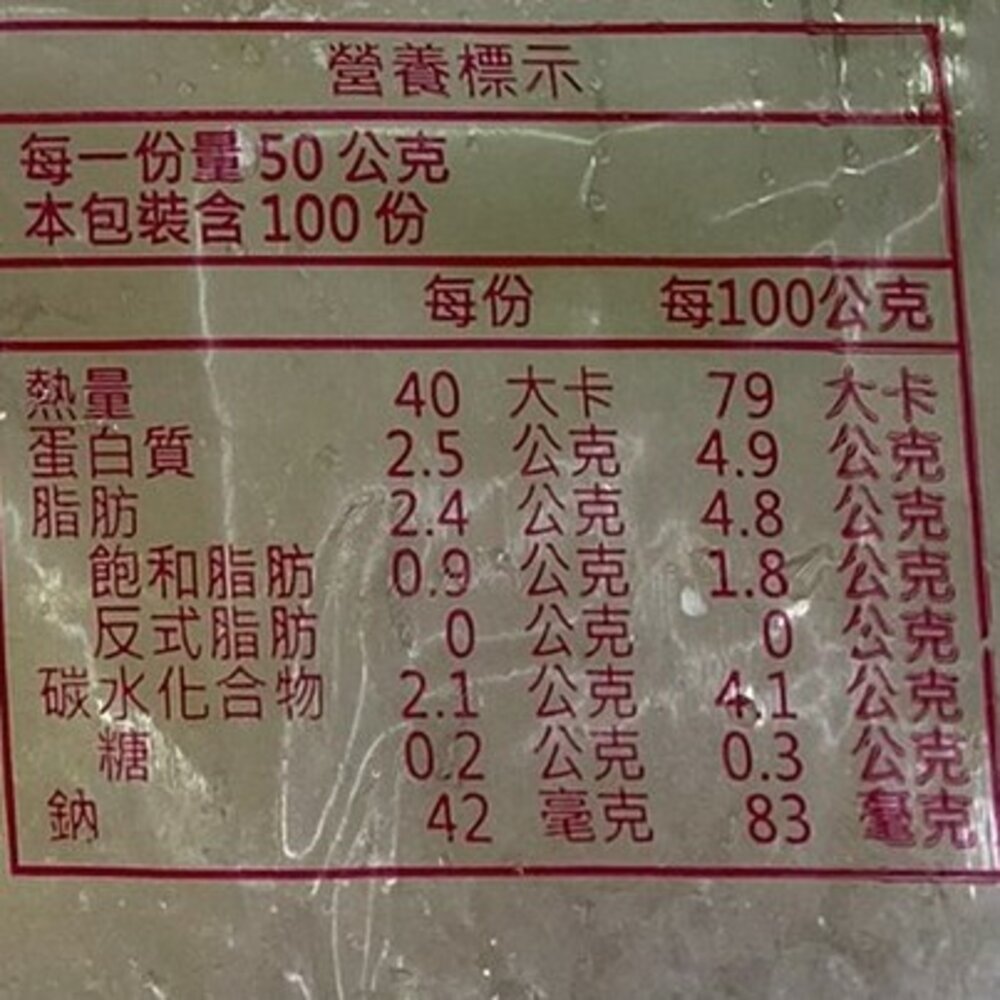 營養標示
每一份量 50 公克
本包裝含 100 份
每份 每100公克
熱量 40 大卡 79 大卡
蛋白質 2.5 公克 4.9 公克
脂肪 2.4 公克 4.8 公克
飽和脂肪 0.9 公克 1.8 公克
反式脂肪 0 公克 0 公克
碳水化合物 2.1 公克 4.1 公克
糖 0.2 公克 0.3 公克
鈉 42 毫克 83 毫克